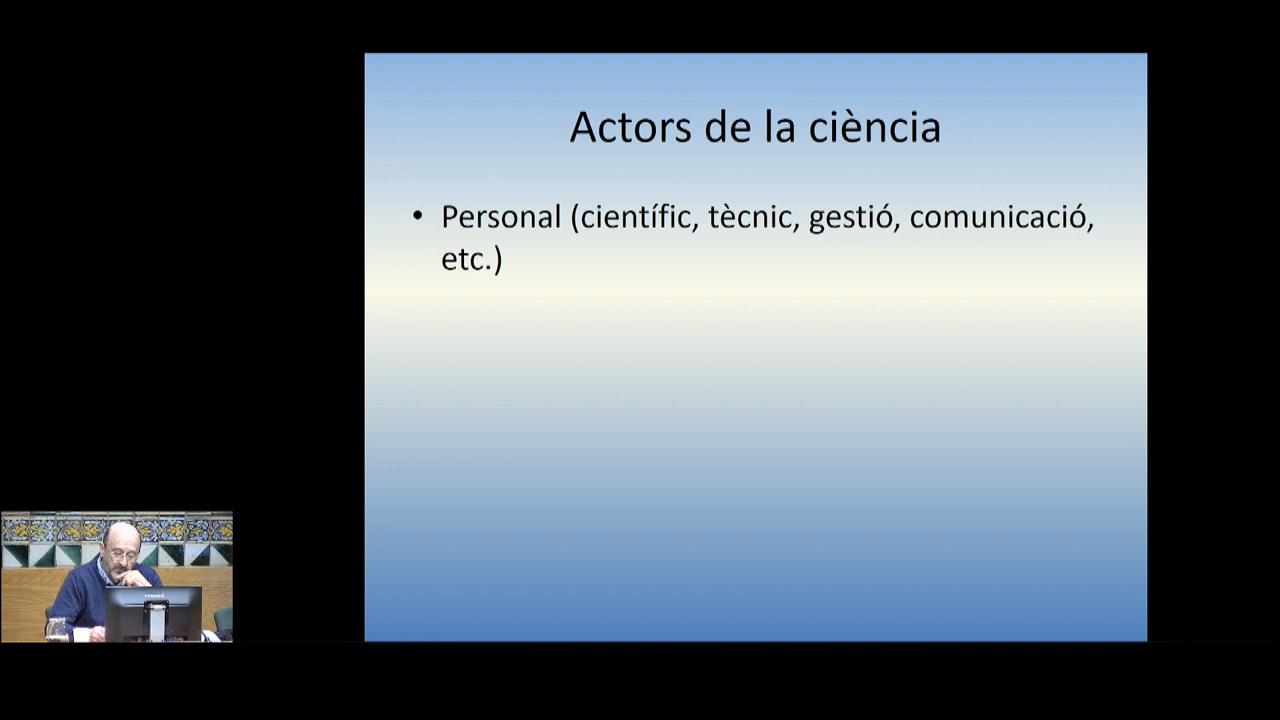 Actors de la ciència
• Personal (científic, tècnic, gestió, comunicació,
etc.)